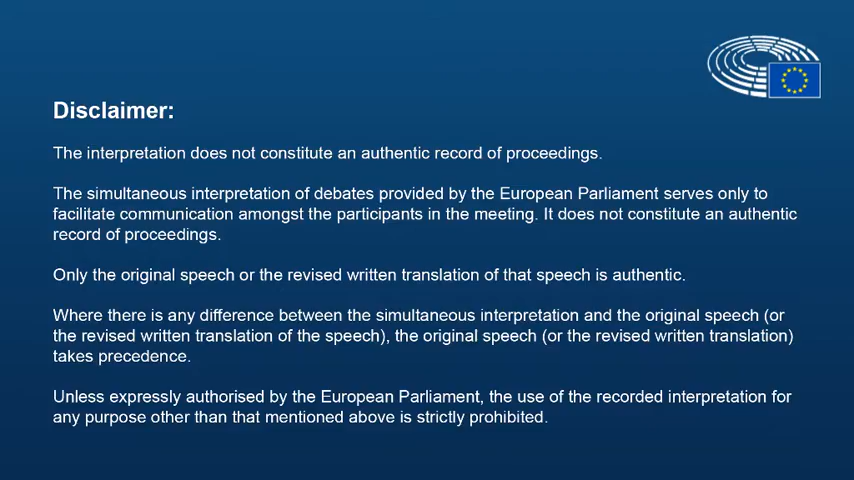 Disclaimer:
The interpretation does not constitute an authentic record of proceedings.
The simultaneous interpretation of debates provided by the European Parliament serves only to
facilitate communication amongst the participants in the meeting. It does not constitute an authentic
record of proceedings.
Only the original speech or the revised written translation of that speech is authentic.
Where there is any difference between the simultaneous interpretation and the original speech (or
the revised written translation of the speech), the original speech (or the revised written translation)
takes precedence.
Unless expressly authorised by the European Parliament, the use of the recorded interpretation for
any purpose other than that mentioned above is strictly prohibited.